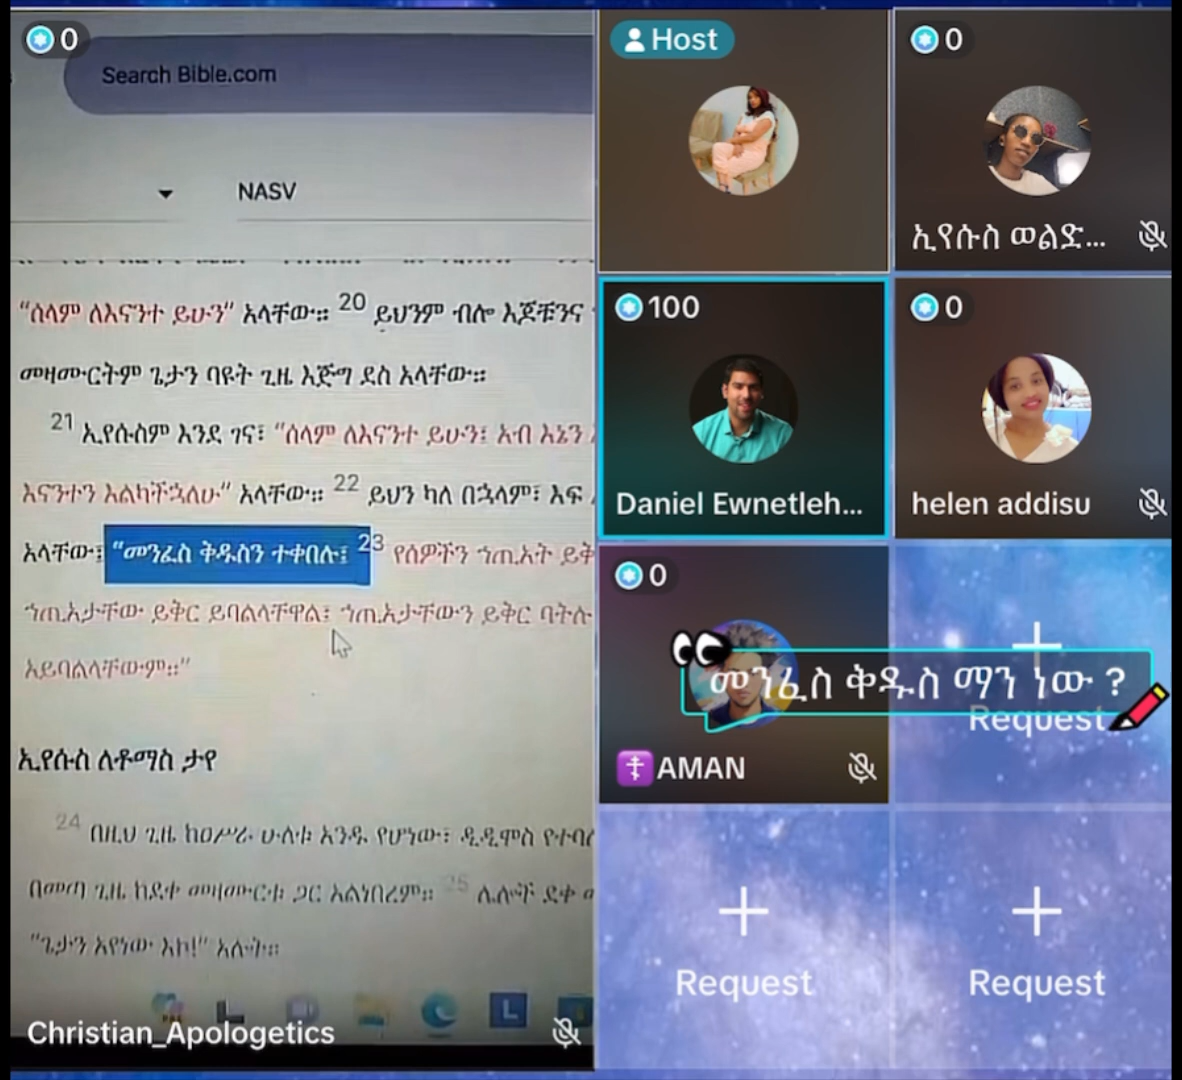 0
Search Bible.com
NASV
“ሰላም ለእናንተ ይሁን” አላቸው። 20 ይህንም ብሎ እጆቹንና
መዛሙርትም ጌታን ባዩት ጊዜ እጅግ ደስ አላቸው።
21 ኢየሱስም እንደ ገና፣ “ሰላም ለእናንተ ይሁን፤ አብ እኔን
እናንተን እልካችኋለሁ” አላቸው። 22 ይህን ካለ በኋላም፣ እፍ
አላቸው፤ “መንፈስ ቅዱስን ተቀበሉ፤ 23 የሰዎችን ኀጢአት ይቅ
ኀጢአታቸው ይቅር ይባልላቸዋል፤ ኀጢአታቸውን ይቅር ባትሉ
አይባልላቸውም።”
ኢየሱስ ለቶማስ ታየ
24 በዚህ ጊዜ ከዐሥራ ሁለቱ አንዱ የሆነው፣ ዲዲሞስ የተባለ
በመጣ ጊዜ ከደቀ መዛሙርቱ ጋር አልነበረም። 25 ሌሎች ደቀ
“ጌታን አየነው እኮ!” አሉት።
Christian_Apologetics
Host
0
ኢየሱስ ወልድ...
100
Daniel Ewnetleh...
0
helen addisu
0
መንፈስ ቅዱስ ማን ነው ?
AMAN
Request
Request
Request